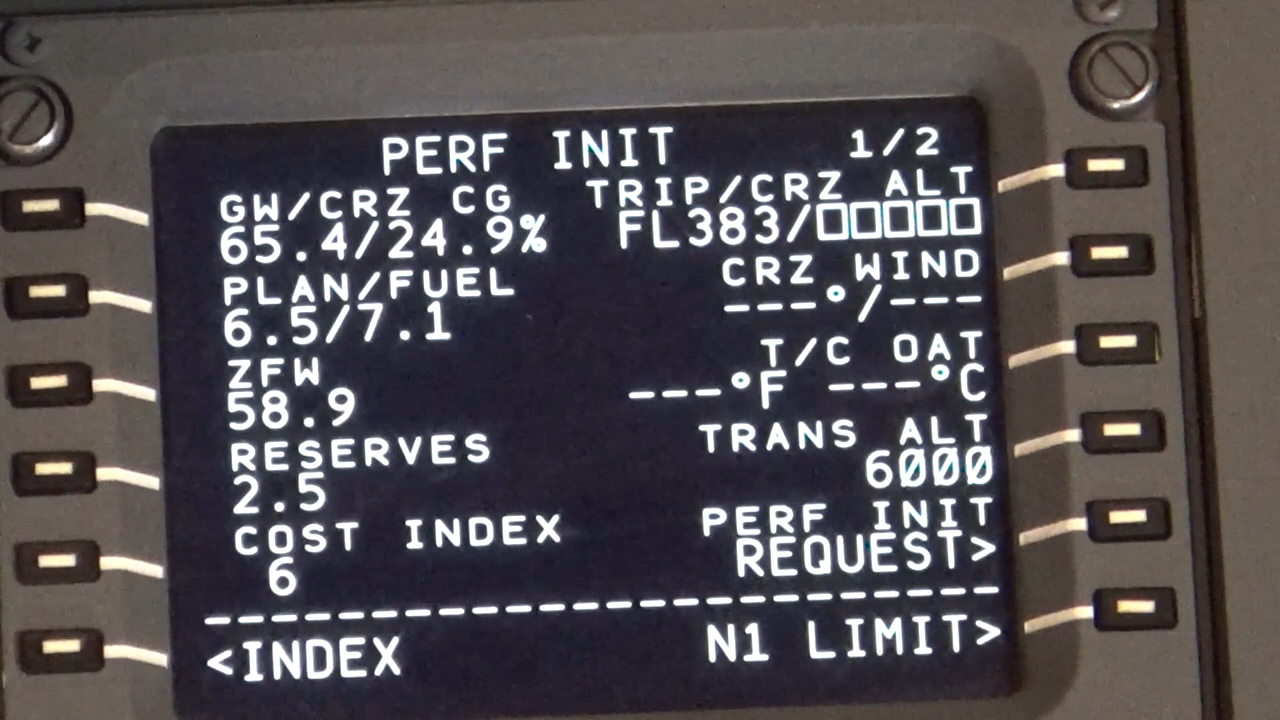 PERF INIT 1/2
GW/CRZ CG TRIP/CRZ ALT
65.4/24.9% FL383/□□□□□
PLAN/FUEL CRZ WIND
6.5/7.1 ---°/---
ZFW T/C OAT
58.9 ---°F ---°C
RESERVES TRANS ALT
2.5 6000
COST INDEX PERF INIT
6 REQUEST>
------------------------
<INDEX N1 LIMIT>